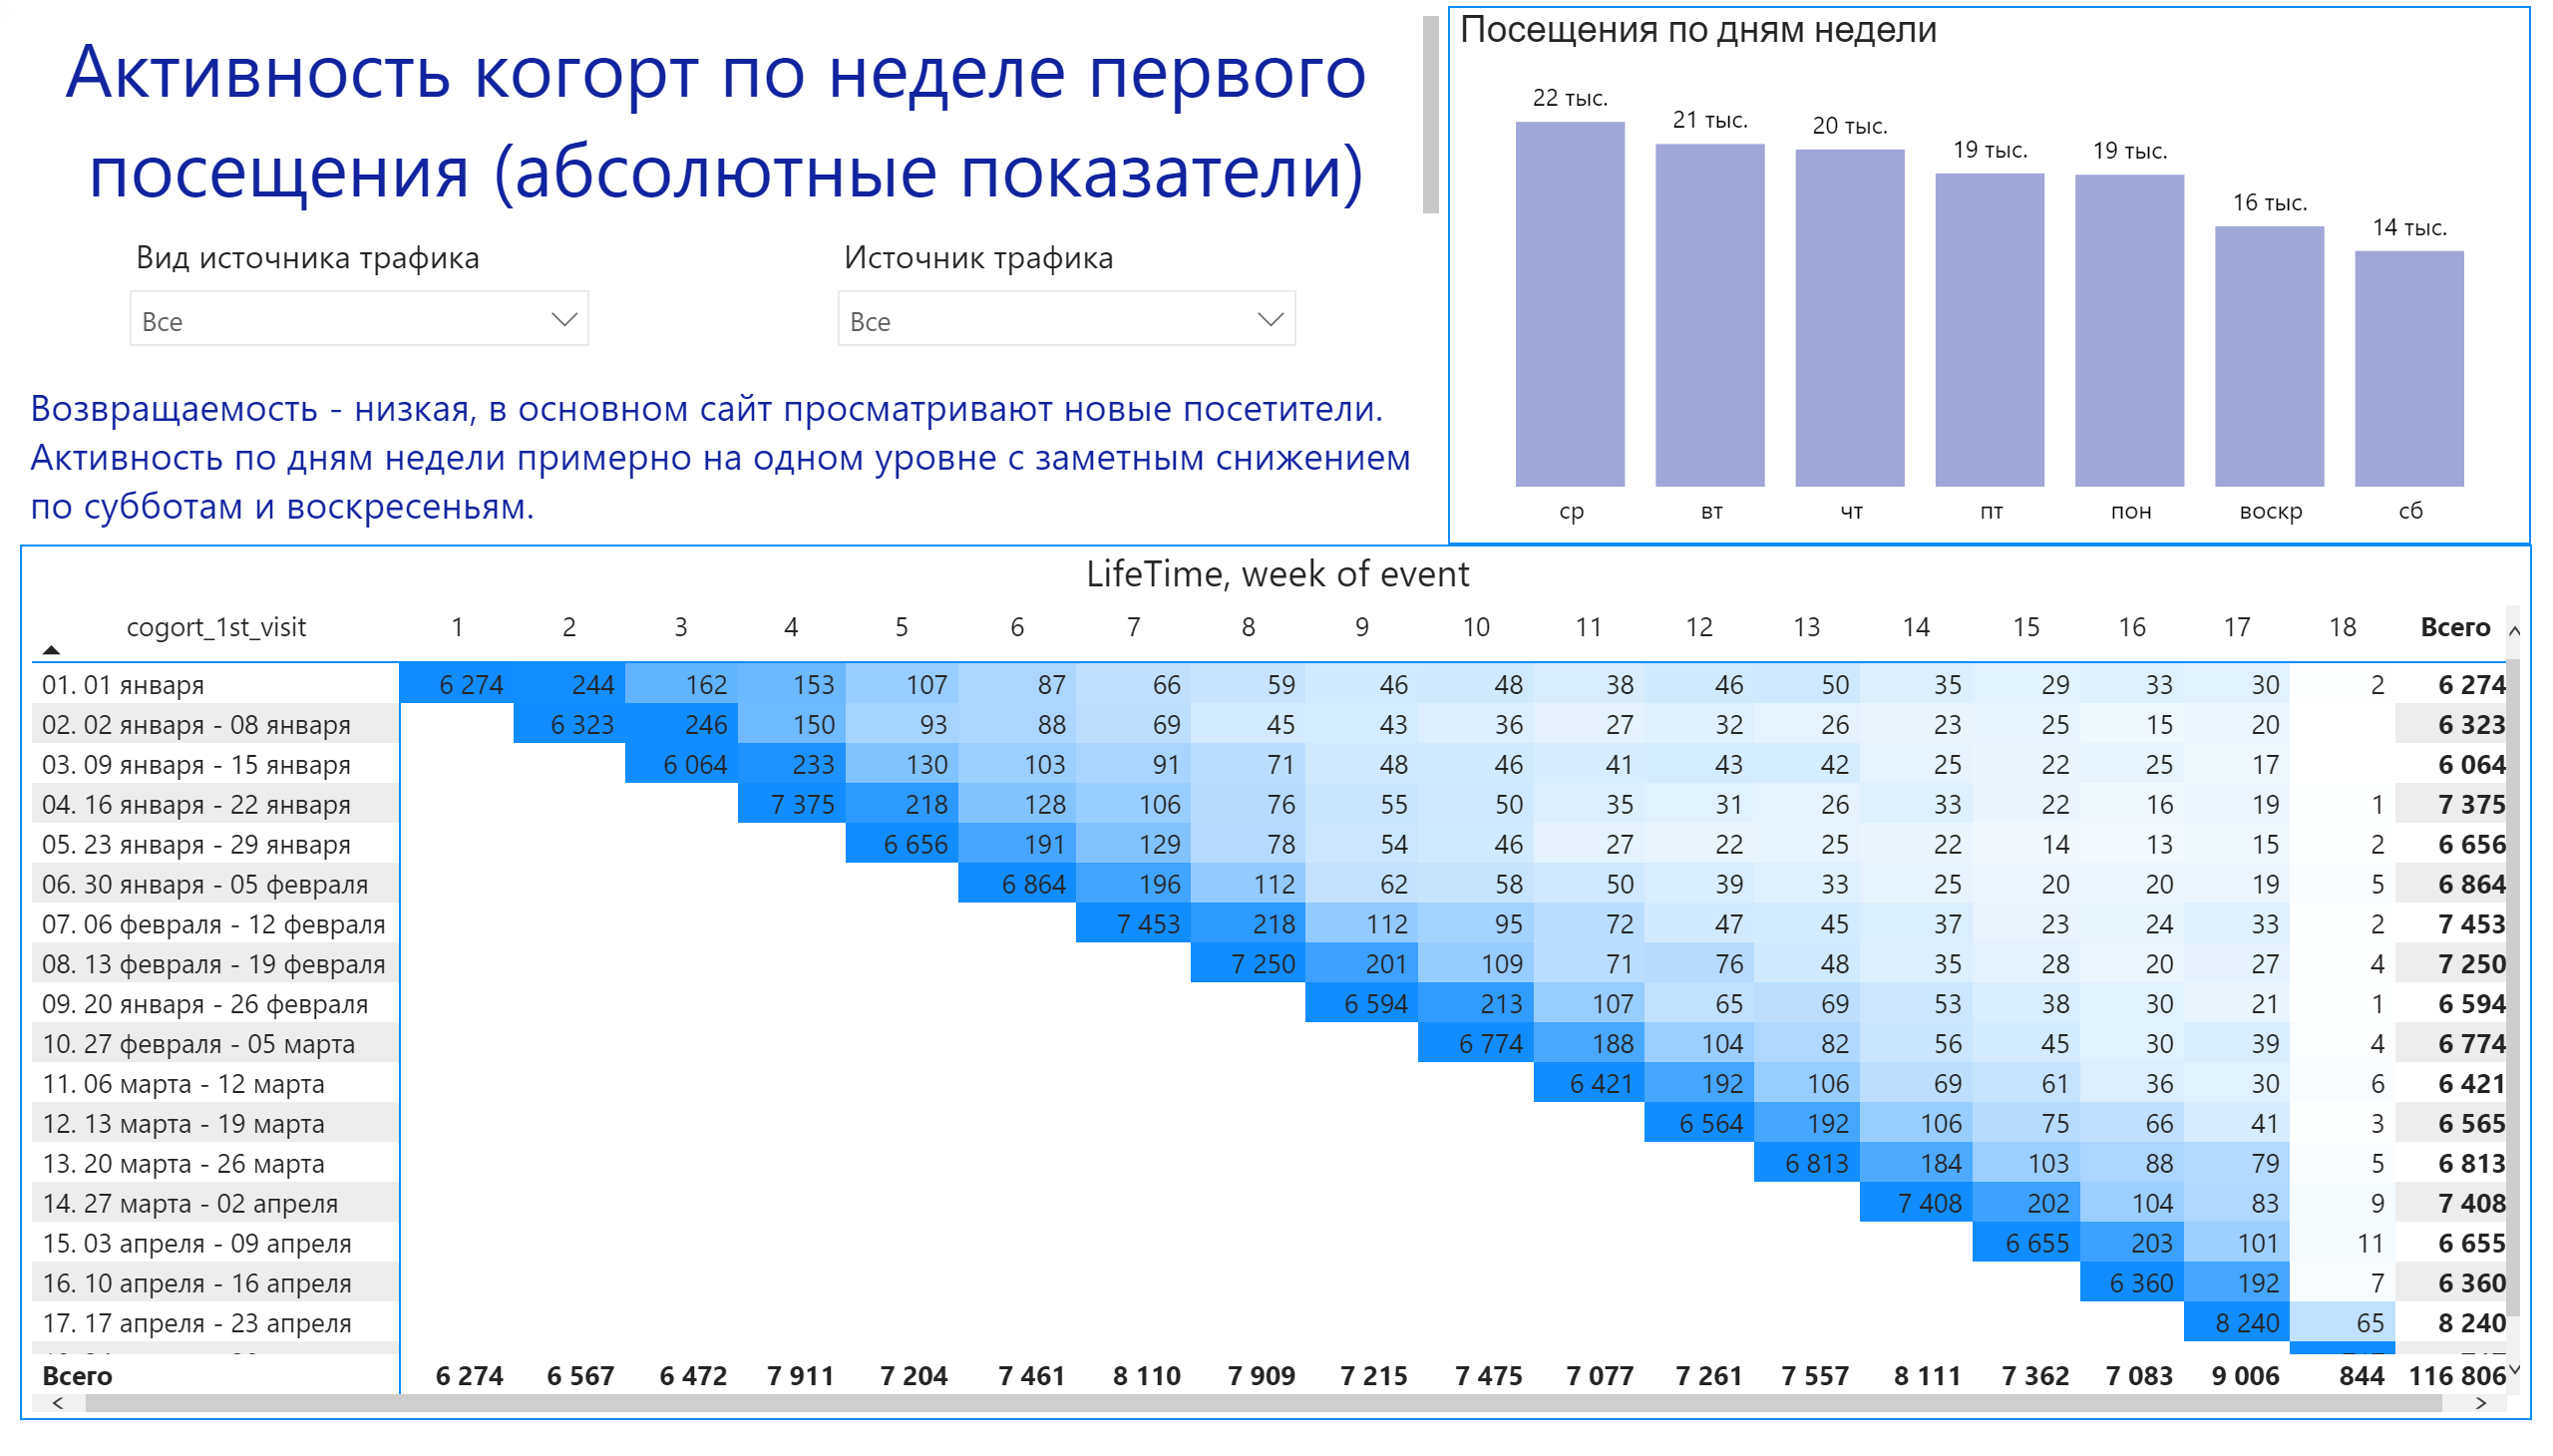 Активность когорт по неделе первого
посещения (абсолютные показатели)
Вид источника трафика
Все
Источник трафика
Все
Возвращаемость - низкая, в основном сайт просматривают новые посетители.
Активность по дням недели примерно на одном уровне с заметным снижением
по субботам и воскресеньям.
Посещения по дням недели
22 тыс. 21 тыс. 20 тыс. 19 тыс. 19 тыс. 16 тыс. 14 тыс.
ср вт чт пт пон воскр сб
LifeTime, week of event
cogort_1st_visit 1 2 3 4 5 6 7 8 9 10 11 12 13 14 15 16 17 18 Всего
01. 01 января 6 274 244 162 153 107 87 66 59 46 48 38 46 50 35 29 33 30 2 6 274
02. 02 января - 08 января 6 323 246 150 93 88 69 45 43 36 27 32 26 23 25 15 20 6 323
03. 09 января - 15 января 6 064 233 130 103 91 71 48 46 41 43 42 25 22 25 17 6 064
04. 16 января - 22 января 7 375 218 128 106 76 55 50 35 31 26 33 22 16 19 1 7 375
05. 23 января - 29 января 6 656 191 129 78 54 46 27 22 25 22 14 13 15 2 6 656
06. 30 января - 05 февраля 6 864 196 112 62 58 50 39 33 25 20 20 19 5 6 864
07. 06 февраля - 12 февраля 7 453 218 112 95 72 47 45 37 23 24 33 2 7 453
08. 13 февраля - 19 февраля 7 250 201 109 71 76 48 35 28 20 27 4 7 250
09. 20 января - 26 февраля 6 594 213 107 65 69 53 38 30 21 1 6 594
10. 27 февраля - 05 марта 6 774 188 104 82 56 45 30 39 4 6 774
11. 06 марта - 12 марта 6 421 192 106 69 61 36 30 6 6 421
12. 13 марта - 19 марта 6 564 192 106 75 66 41 3 6 565
13. 20 марта - 26 марта 6 813 184 103 88 79 5 6 813
14. 27 марта - 02 апреля 7 408 202 104 83 9 7 408
15. 03 апреля - 09 апреля 6 655 203 101 11 6 655
16. 10 апреля - 16 апреля 6 360 192 7 6 360
17. 17 апреля - 23 апреля 8 240 65 8 240
Всего 6 274 6 567 6 472 7 911 7 204 7 461 8 110 7 909 7 215 7 475 7 077 7 261 7 557 8 111 7 362 7 083 9 006 844 116 806